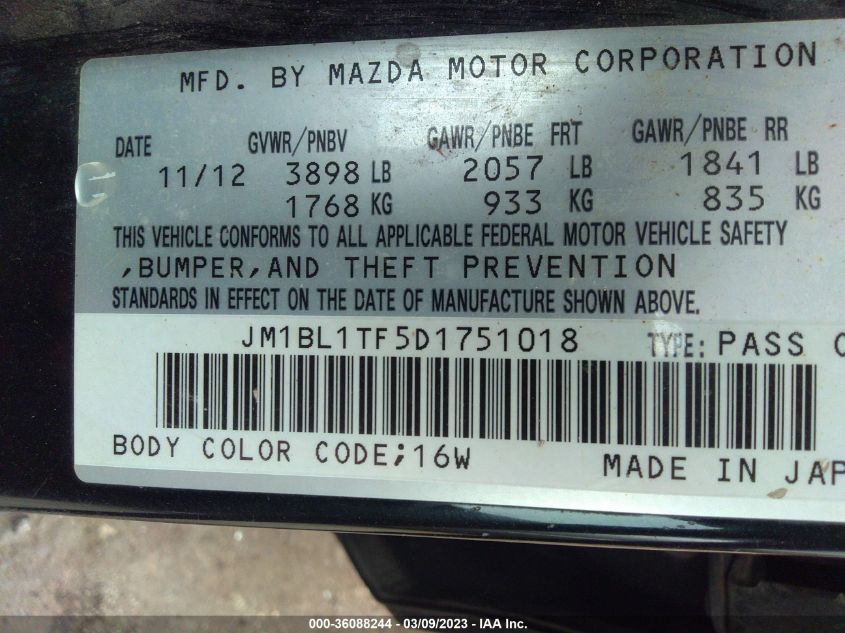 MFD. BY MAZDA MOTOR CORPORATION
DATE GVWR/PNBV GAWR/PNBE FRT GAWR/PNBE RR
11/12 3898 LB 2057 LB 1841 LB
1768 KG 933 KG 835 KG
THIS VEHICLE CONFORMS TO ALL APPLICABLE FEDERAL MOTOR VEHICLE SAFETY
,BUMPER,AND THEFT PREVENTION
STANDARDS IN EFFECT ON THE DATE OF MANUFACTURE SHOWN ABOVE.
JM1BL1TF5D1751018 TYPE: PASS C
BODY COLOR CODE;16W
MADE IN JAP
000-36088244 - 03/09/2023 - IAA Inc.